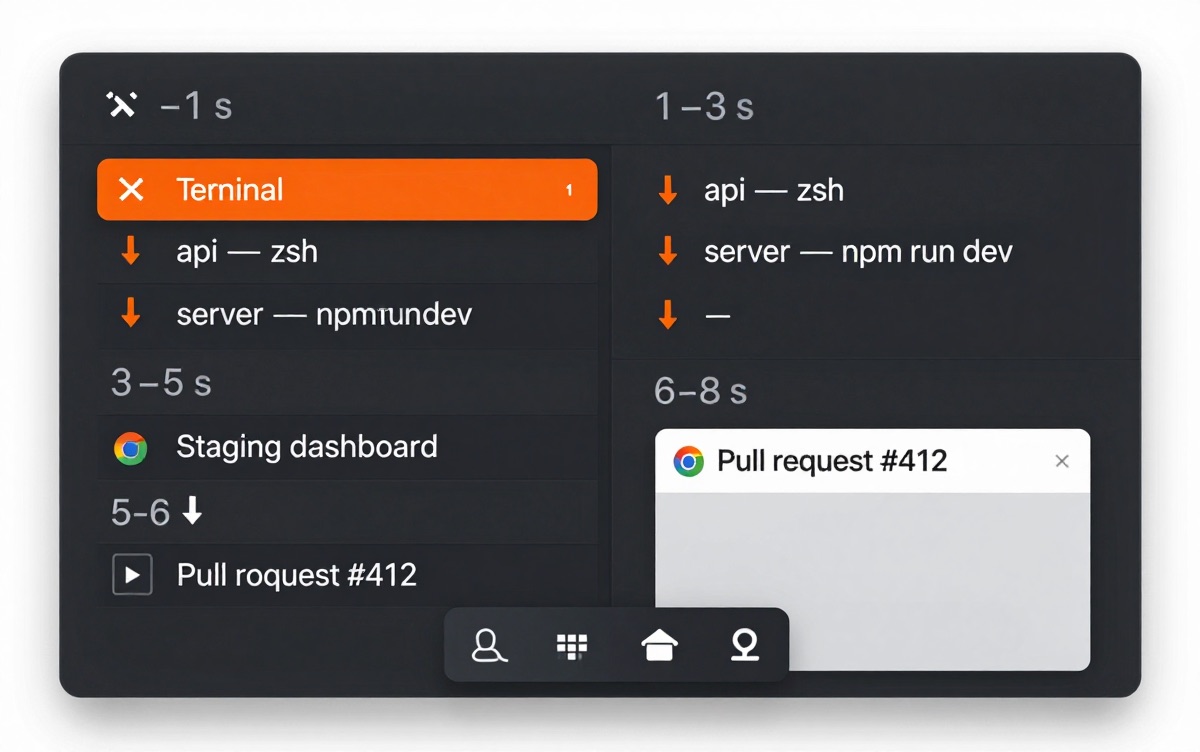 –1 s
Terninal 1
api — zsh
server — npmrundev
3–5 s
Staging dashboard
5–6
Pull roquest #412
1–3 s
api — zsh
server — npm run dev
—
6–8 s
Pull request #412